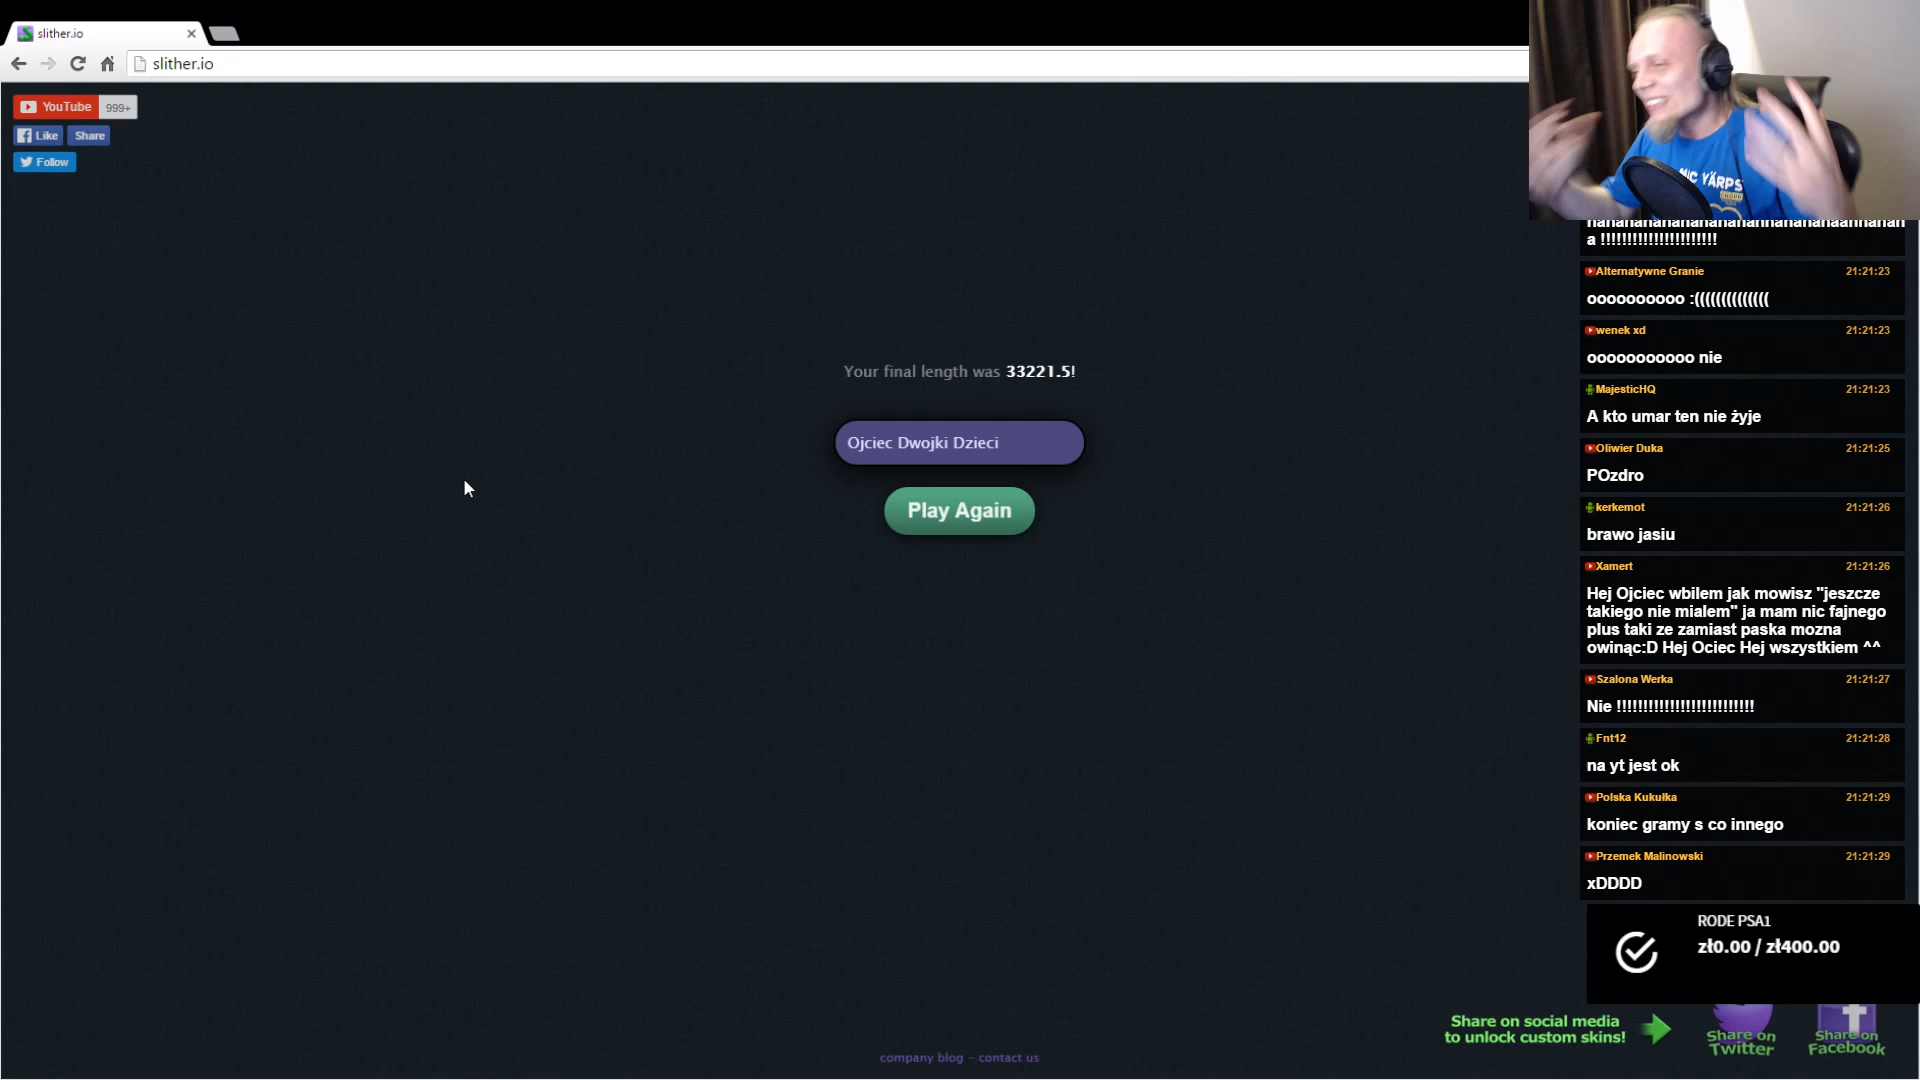 slither.io
slither.io
YouTube 999+
Like Share
Follow
Your final length was 33221.5!
Ojciec Dwojki Dzieci
Play Again
company blog - contact us
VÄRPS
a !!!!!!!!!!!!!!!!!!!!!!
Alternatywne Granie 21:21:23
oooooooooo :((((((((((((((
wenek xd 21:21:23
ooooooooooo nie
MajesticHQ 21:21:23
A kto umar ten nie żyje
Oliwier Duka 21:21:25
POzdro
kerkemot 21:21:26
brawo jasiu
Xamert 21:21:26
Hej Ojciec wbilem jak mowisz "jeszcze
takiego nie mialem" ja mam nic fajnego
plus taki ze zamiast paska mozna
owinąc:D Hej Ociec Hej wszystkiem ^^
Szalona Werka 21:21:27
Nie !!!!!!!!!!!!!!!!!!!!!!!!!!
Fnt12 21:21:28
na yt jest ok
Polska Kukułka 21:21:29
koniec gramy s co innego
Przemek Malinowski 21:21:29
xDDDD
RODE PSA1
zł0.00 / zł400.00
Share on social media
to unlock custom skins!
Share on
Twitter
Share on
Facebook